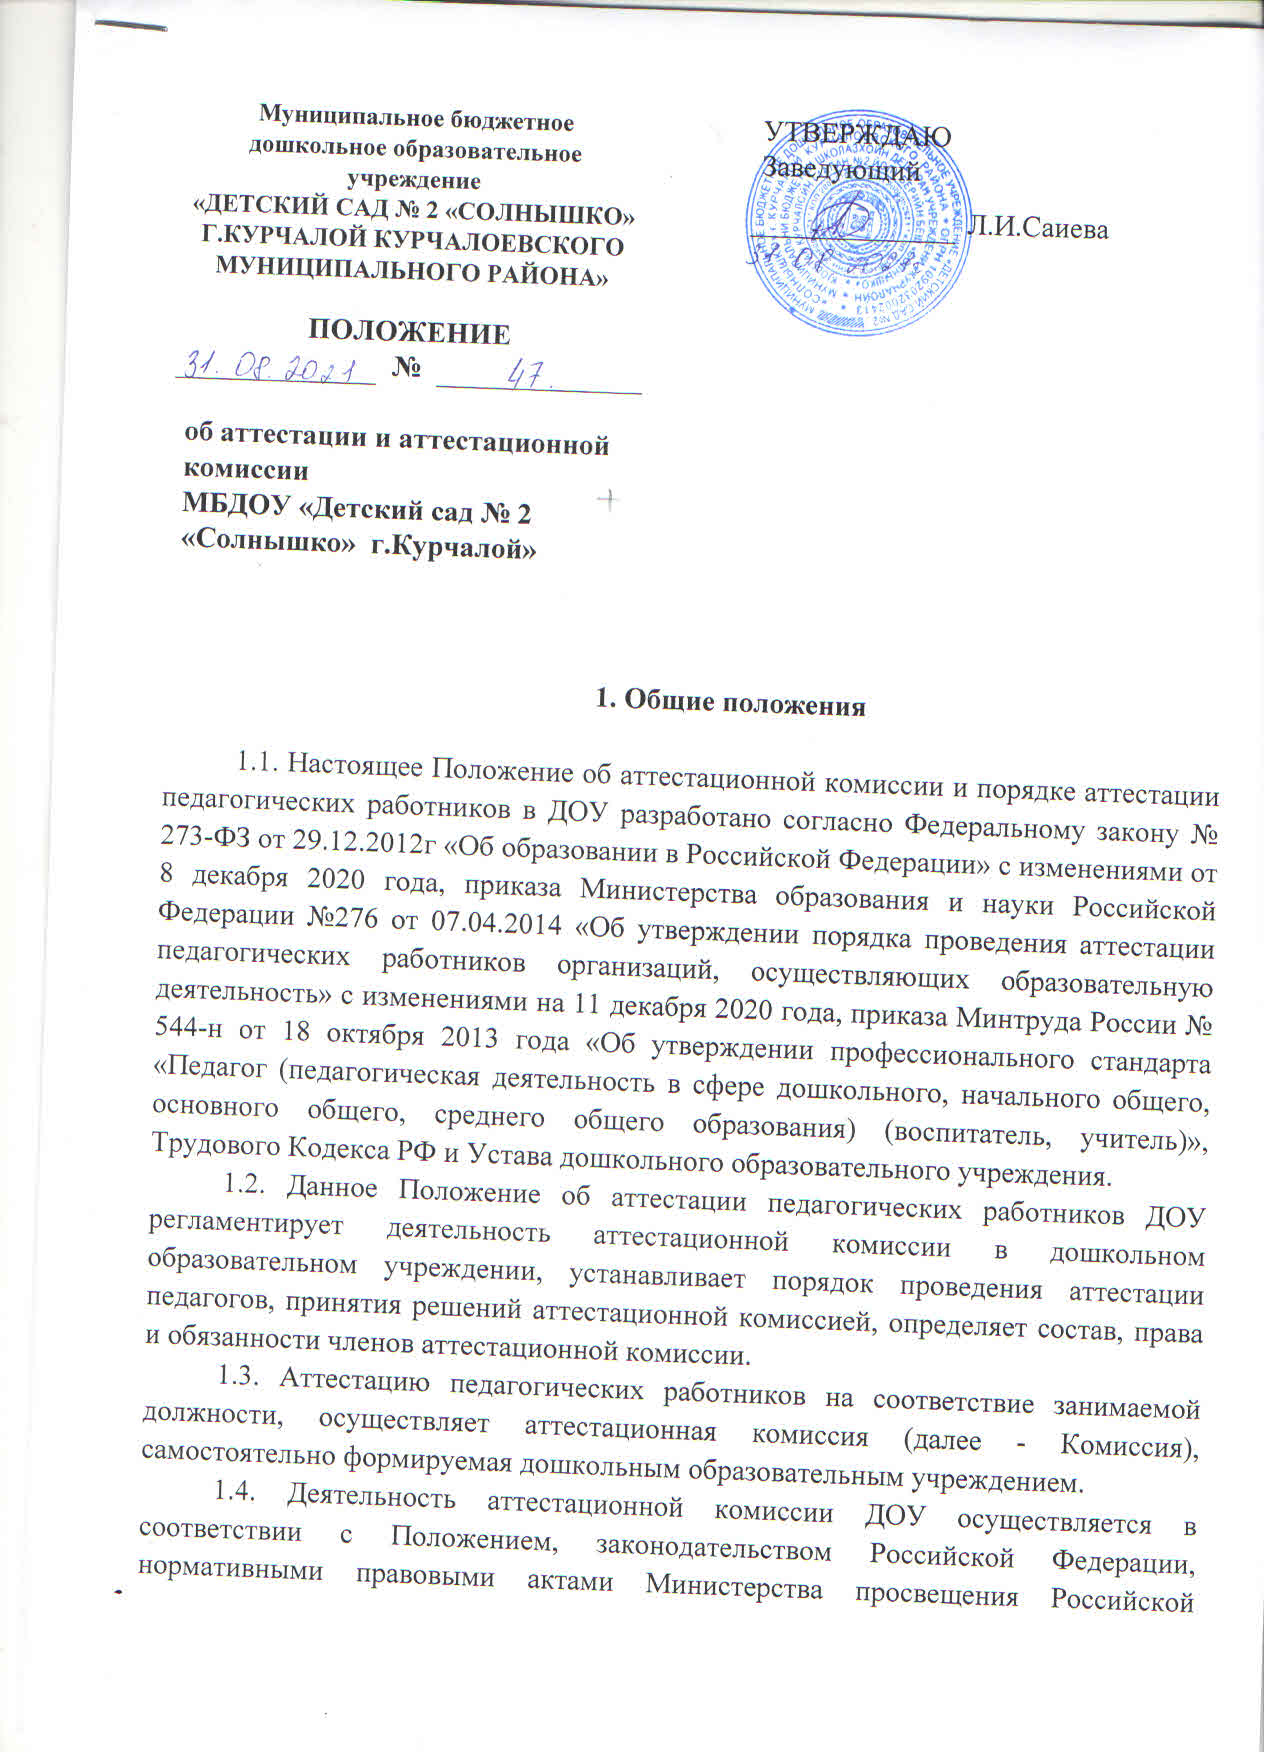 Муниципальное бюджетное
дошкольное образовательное
учреждение
«ДЕТСКИЙ САД № 2 «СОЛНЫШКО»
Г.КУРЧАЛОЙ КУРЧАЛОЕВСКОГО
МУНИЦИПАЛЬНОГО РАЙОНА»
УТВЕРЖДАЮ
Заведующий
Л.И.Саиева
31 08
ПОЛОЖЕНИЕ
31. 08. 2021 № 47.
об аттестации и аттестационной
комиссии
МБДОУ «Детский сад № 2
«Солнышко» г.Курчалой»
1. Общие положения
1.1. Настоящее Положение об аттестационной комиссии и порядке аттестации
педагогических работников в ДОУ разработано согласно Федеральному закону №
273-ФЗ от 29.12.2012г «Об образовании в Российской Федерации» с изменениями от
8 декабря 2020 года, приказа Министерства образования и науки Российской
Федерации №276 от 07.04.2014 «Об утверждении порядка проведения аттестации
педагогических работников организаций, осуществляющих образовательную
деятельность» с изменениями на 11 декабря 2020 года, приказа Минтруда России №
544-н от 18 октября 2013 года «Об утверждении профессионального стандарта
«Педагог (педагогическая деятельность в сфере дошкольного, начального общего,
основного общего, среднего общего образования) (воспитатель, учитель)»,
Трудового Кодекса РФ и Устава дошкольного образовательного учреждения.
1.2. Данное Положение об аттестации педагогических работников ДОУ
регламентирует деятельность аттестационной комиссии в дошкольном
образовательном учреждении, устанавливает порядок проведения аттестации
педагогов, принятия решений аттестационной комиссией, определяет состав, права
и обязанности членов аттестационной комиссии.
1.3. Аттестацию педагогических работников на соответствие занимаемой
должности, осуществляет аттестационная комиссия (далее - Комиссия),
самостоятельно формируемая дошкольным образовательным учреждением.
1.4. Деятельность аттестационной комиссии ДОУ осуществляется в
соответствии с Положением, законодательством Российской Федерации,
нормативными правовыми актами Министерства просвещения Российской